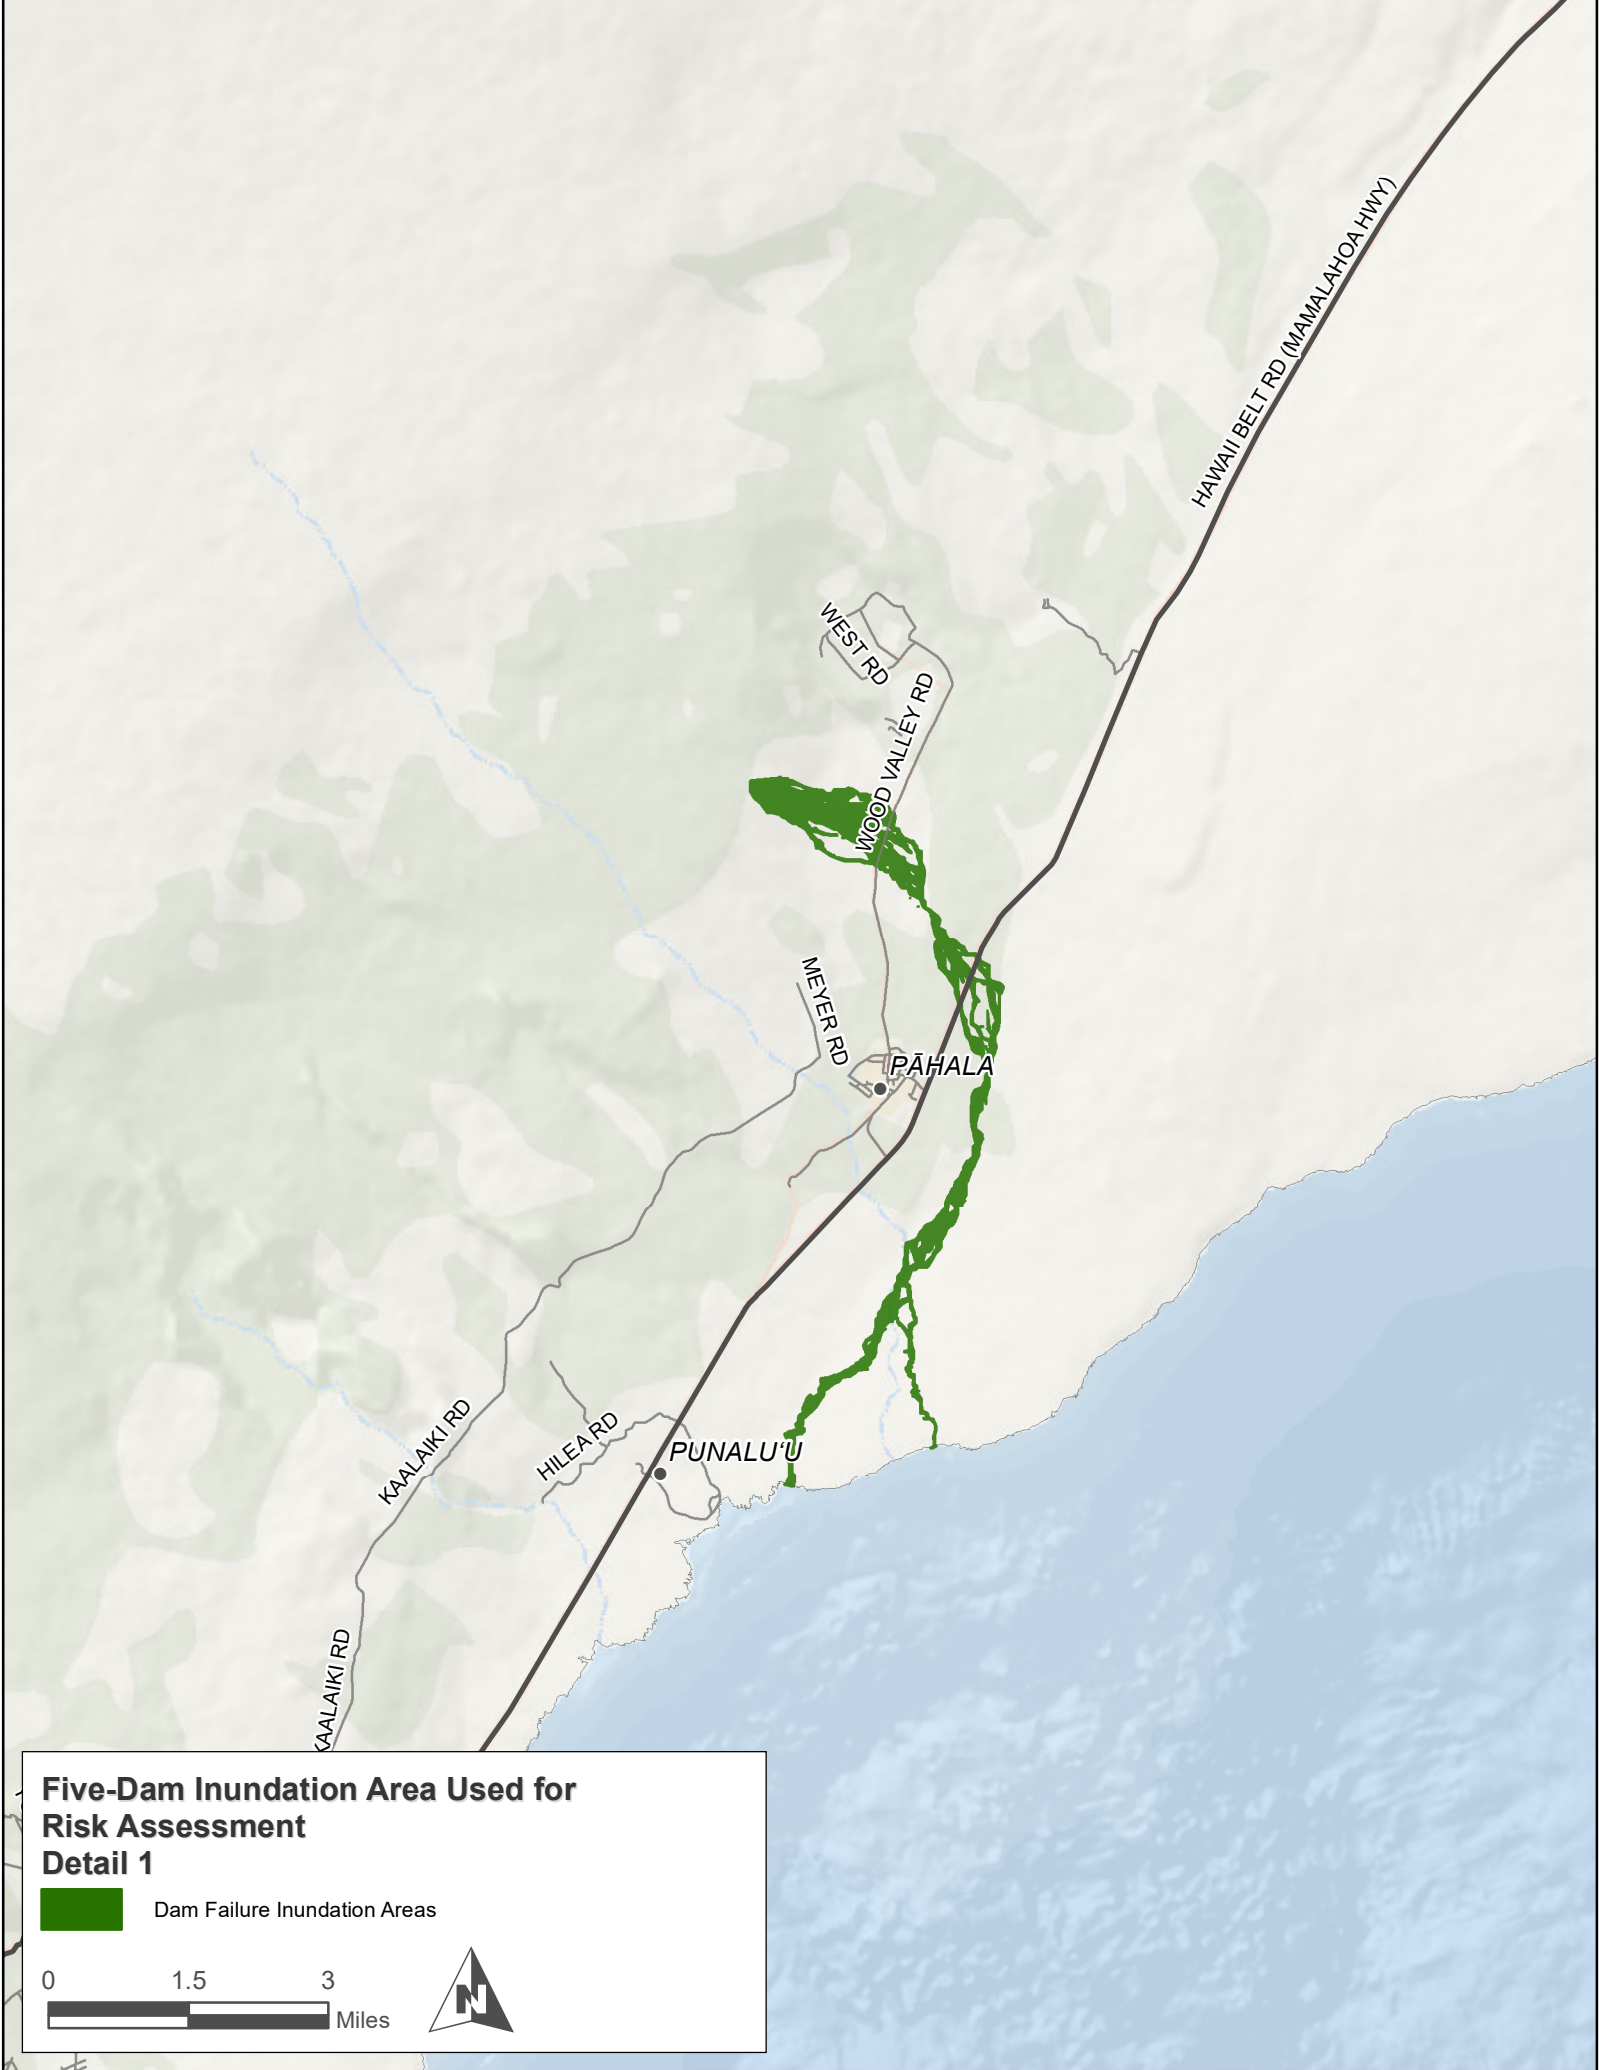 HAWAII BELT RD (MAMALAHOA HWY)
WEST RD
WOOD VALLEY RD
MEYER RD
PĀHALA
KAALAIKI RD
HILEA RD
PUNALU‘U
KAALAIKI RD
Five-Dam Inundation Area Used for
Risk Assessment
Detail 1
Dam Failure Inundation Areas
0 1.5 3
Miles
N